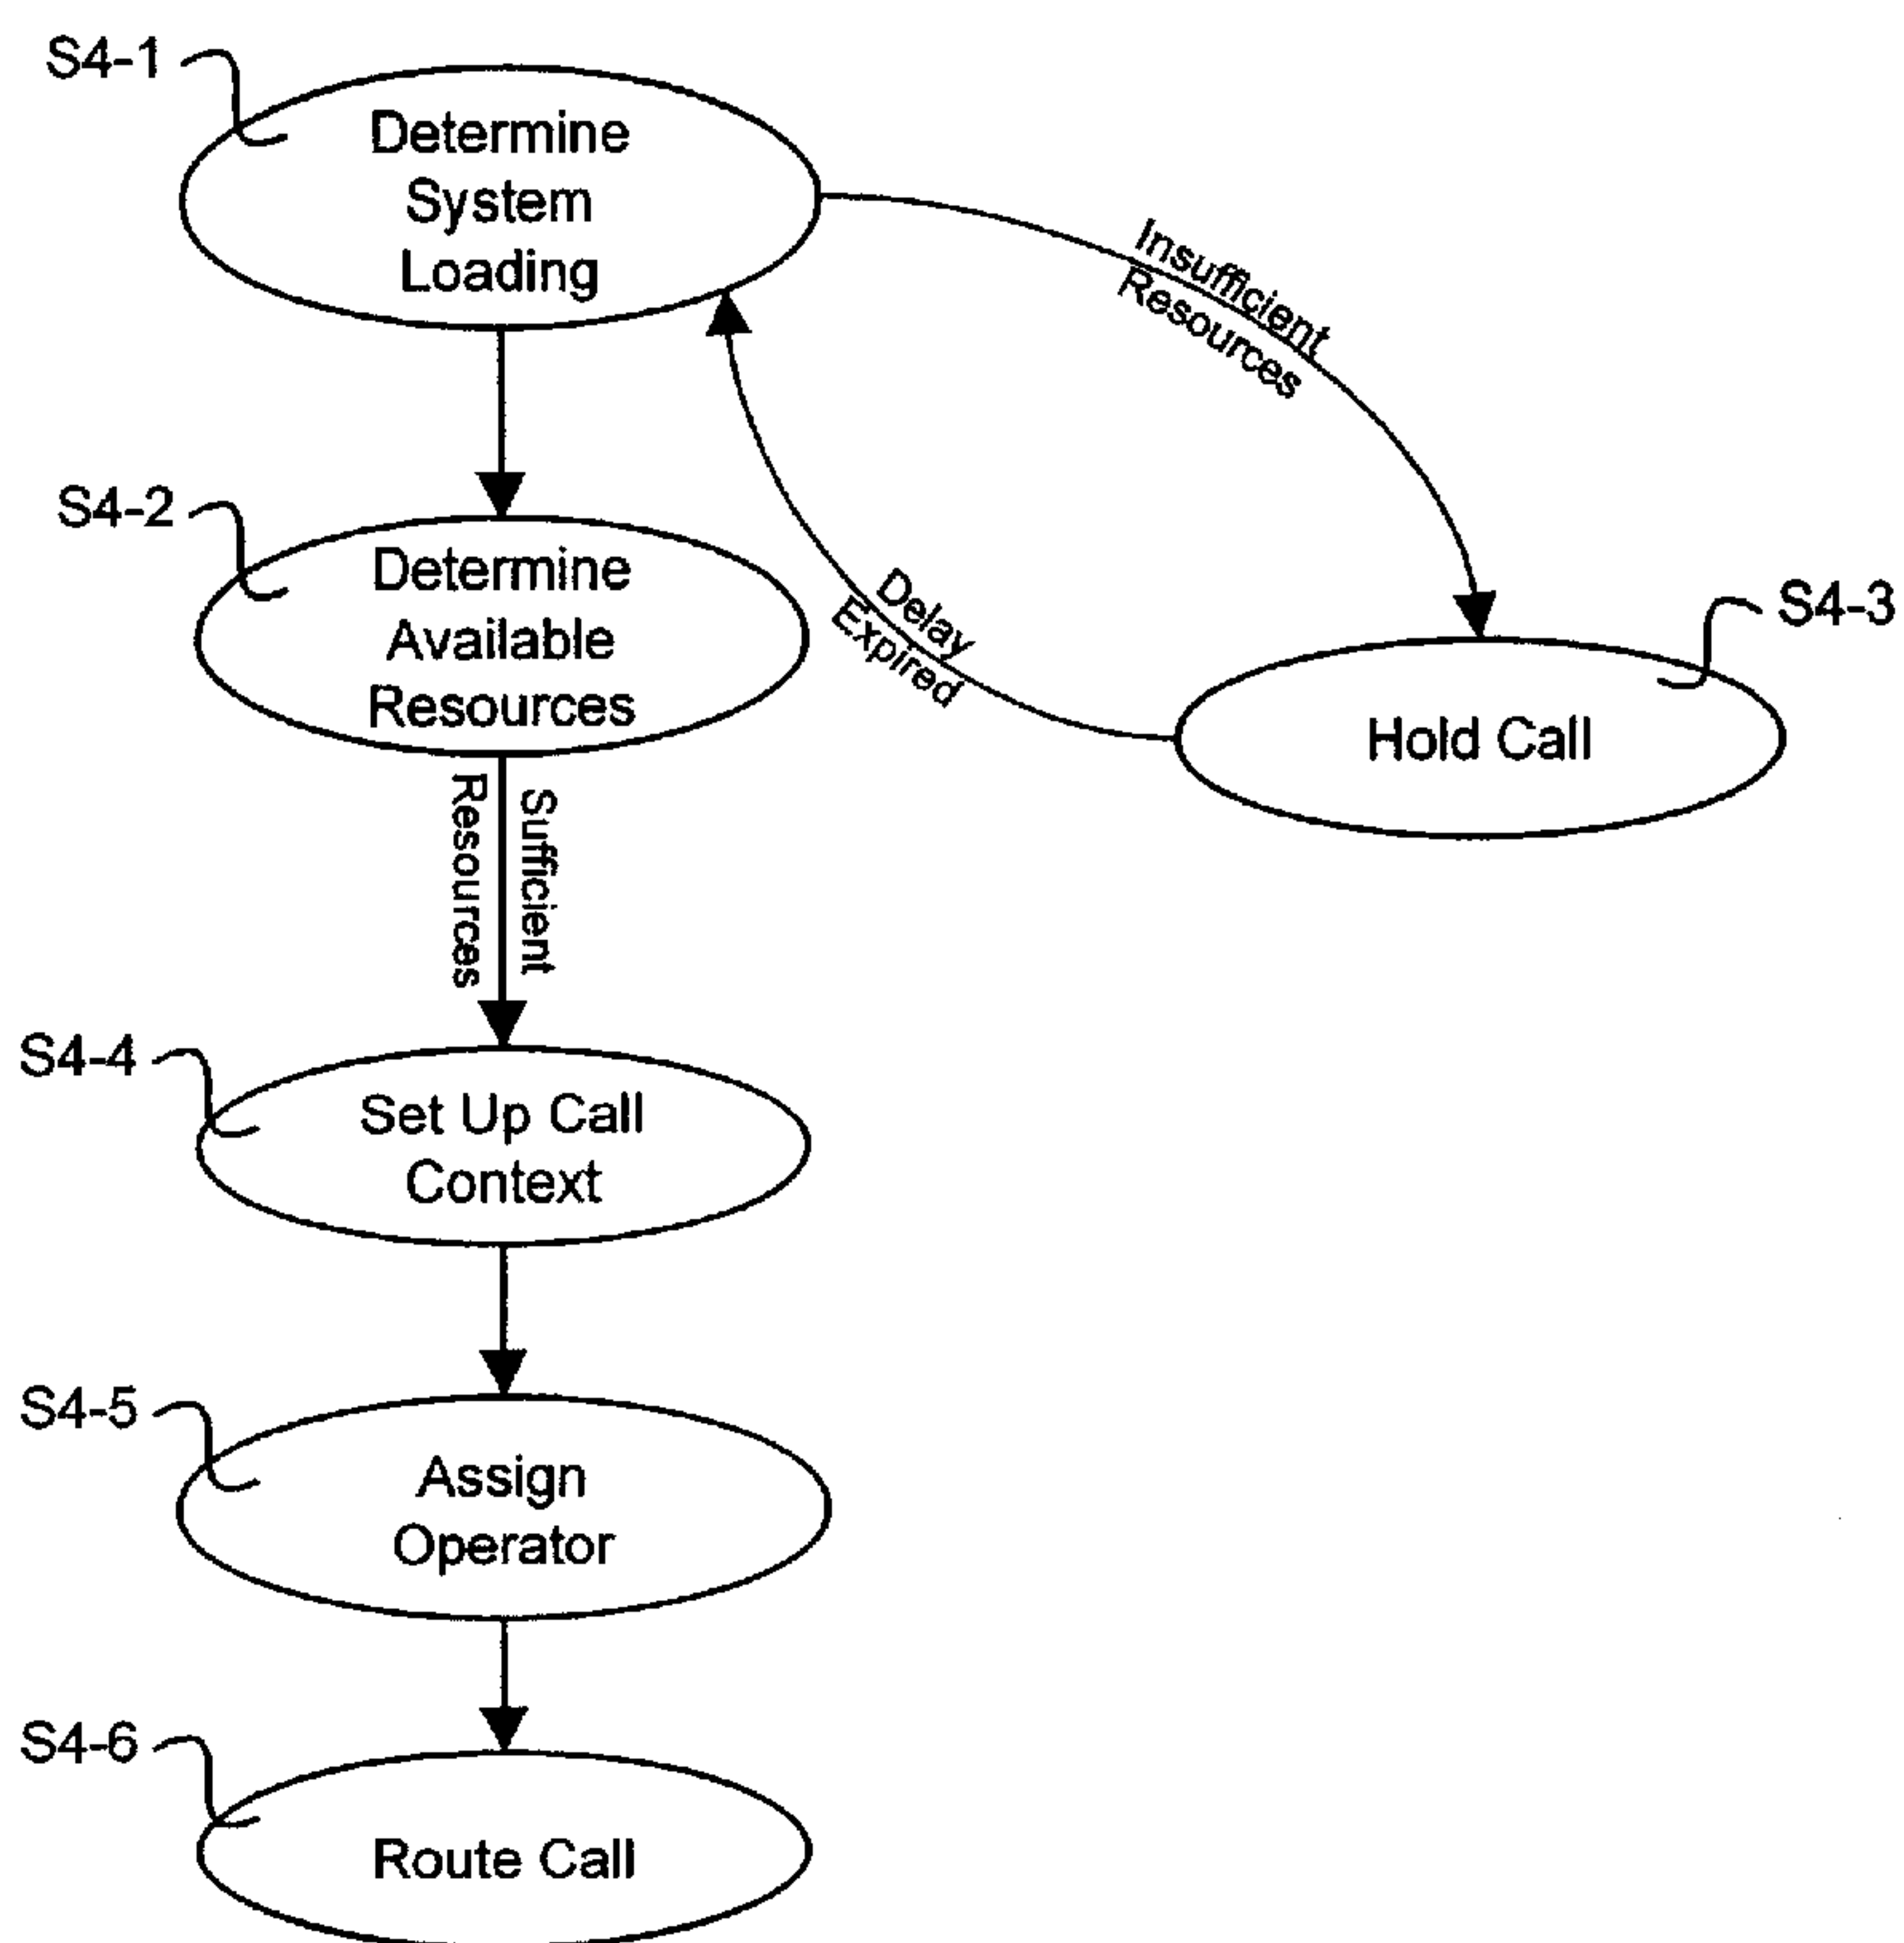 S4-1
Determine
System
Loading
Insufficient
Resources
S4-2
Determine
Available
Resources
Delay
Expired
S4-3
Hold Call
Sufficient
Resources
S4-4
Set Up Call
Context
S4-5
Assign
Operator
S4-6
Route Call